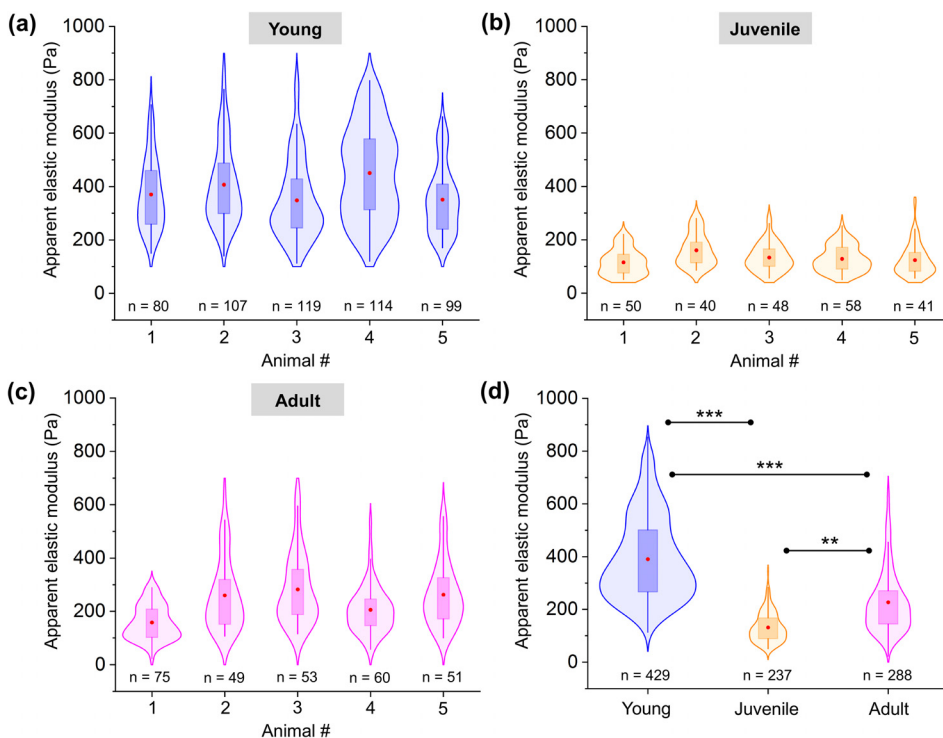 (a)
Young
Apparent elastic modulus (Pa)
1000
800
600
400
200
0
n = 80 n = 107 n = 119 n = 114 n = 99
1 2 3 4 5
Animal #
(b)
Juvenile
Apparent elastic modulus (Pa)
1000
800
600
400
200
0
n = 50 n = 40 n = 48 n = 58 n = 41
1 2 3 4 5
Animal #
(c)
Adult
Apparent elastic modulus (Pa)
1000
800
600
400
200
0
n = 75 n = 49 n = 53 n = 60 n = 51
1 2 3 4 5
Animal #
(d)
Apparent elastic modulus (Pa)
1000
800
600
400
200
0
***
***
**
n = 429 n = 237 n = 288
Young Juvenile Adult